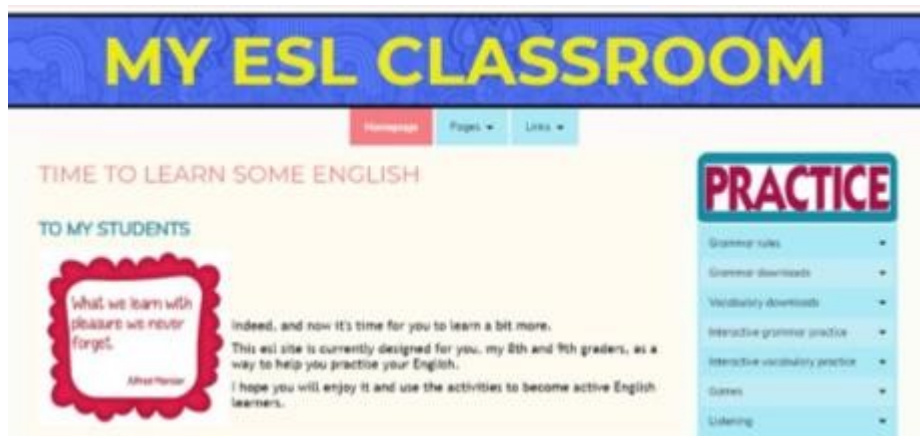 MY ESL CLASSROOM
Homepage
Pages
Links
TIME TO LEARN SOME ENGLISH
TO MY STUDENTS
What we learn with
pleasure we never
forget.
Alfred Mercier
Indeed, and now it's time for you to learn a bit more.
This esl site is currently designed for you, my 8th and 9th graders, as a
way to help you practise your English.
I hope you will enjoy it and use the activities to become active English
learners.
PRACTICE
Grammar rules
Grammar downloads
Vocabulary downloads
Interactive grammar practice
Interactive vocabulary practice
Games
Listening